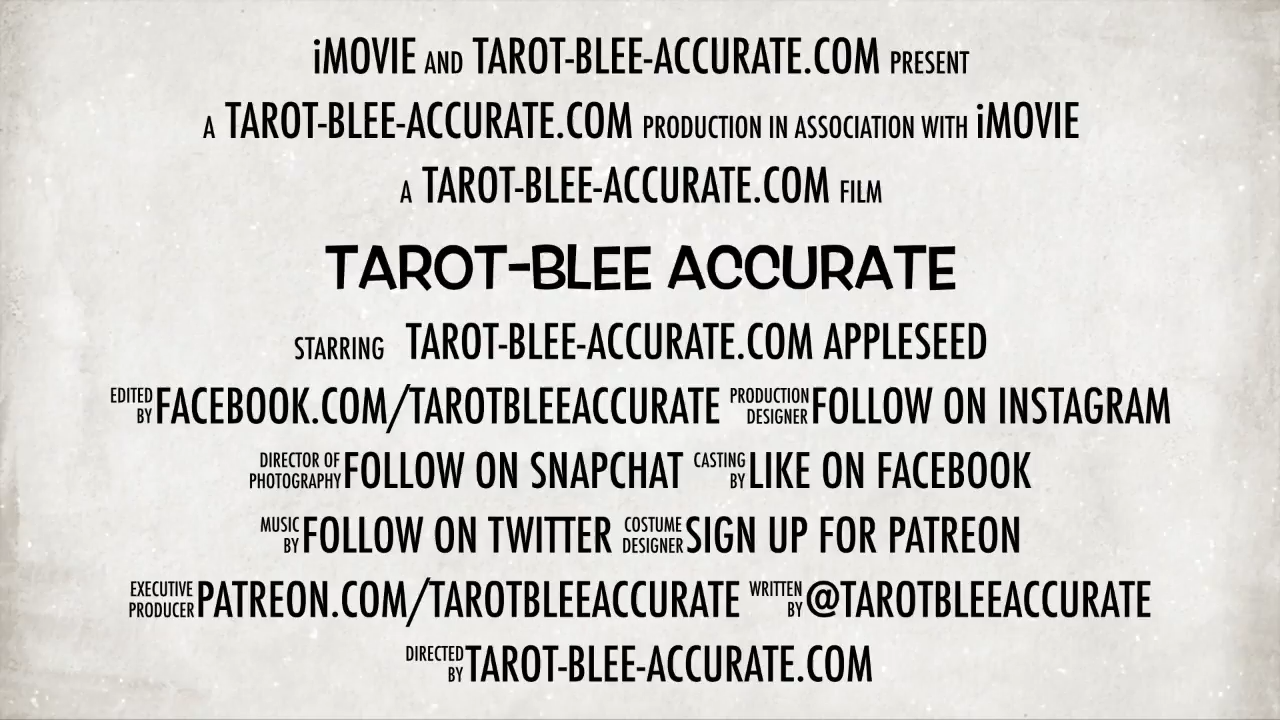 iMOVIE AND TAROT-BLEE-ACCURATE.COM PRESENT
A TAROT-BLEE-ACCURATE.COM PRODUCTION IN ASSOCIATION WITH iMOVIE
A TAROT-BLEE-ACCURATE.COM FILM
TAROT-BLEE ACCURATE
STARRING TAROT-BLEE-ACCURATE.COM APPLESEED
EDITED BY FACEBOOK.COM/TAROTBLEEACCURATE PRODUCTION DESIGNER FOLLOW ON INSTAGRAM
DIRECTOR OF PHOTOGRAPHY FOLLOW ON SNAPCHAT CASTING BY LIKE ON FACEBOOK
MUSIC BY FOLLOW ON TWITTER COSTUME DESIGNER SIGN UP FOR PATREON
EXECUTIVE PRODUCER PATREON.COM/TAROTBLEEACCURATE WRITTEN BY @TAROTBLEEACCURATE
DIRECTED BY TAROT-BLEE-ACCURATE.COM